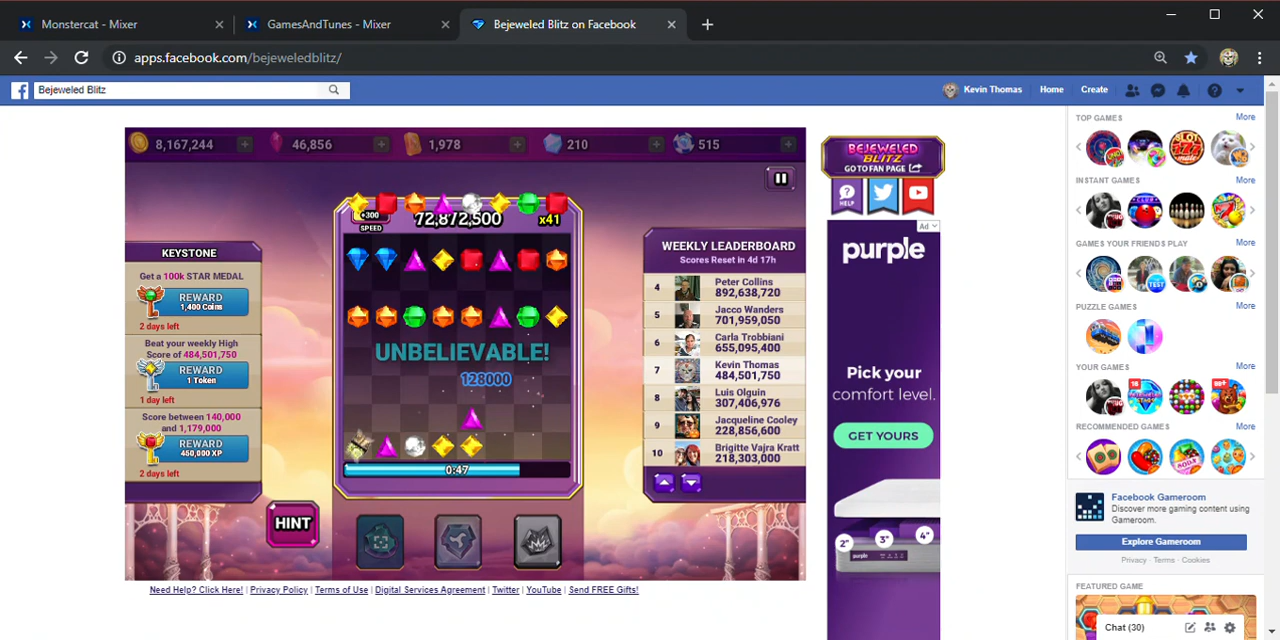 Monstercat - Mixer
GamesAndTunes - Mixer
Bejeweled Blitz on Facebook
apps.facebook.com/bejeweledblitz/
Bejeweled Blitz
Kevin Thomas
Home
Create
8,167,244
46,856
1,978
210
515
+300
SPEED
72,872,500
x41
KEYSTONE
Get a 100k STAR MEDAL
REWARD
1,400 Coins
2 days left
Beat your weekly High
Score of 484,501,750
REWARD
1 Token
1 day left
Score between 140,000
and 1,179,000
REWARD
450,000 XP
2 days left
UNBELIEVABLE!
128000
0:47
HINT
WEEKLY LEADERBOARD
Scores Reset in 4d 17h
4 Peter Collins
892,638,720
5 Jacco Wanders
701,959,050
6 Carla Trobbiani
655,095,400
7 Kevin Thomas
484,501,750
8 Luis Olguin
307,406,976
9 Jacqueline Cooley
228,856,600
10 Brigitte Vajra Kratt
218,303,000
Need Help? Click Here! | Privacy Policy | Terms of Use | Digital Services Agreement | Twitter | YouTube | Send FREE Gifts!
BEJEWELED
BLITZ
GO TO FAN PAGE
HELP
Ad
purple
Pick your
comfort level.
GET YOURS
2"
3"
4"
purple
TOP GAMES
More
INSTANT GAMES
More
GAMES YOUR FRIENDS PLAY
More
TEST
PUZZLE GAMES
More
YOUR GAMES
More
RECOMMENDED GAMES
More
Facebook Gameroom
Discover more gaming content using
Gameroom.
Explore Gameroom
Privacy · Terms · Cookies
FEATURED GAME
Chat (30)